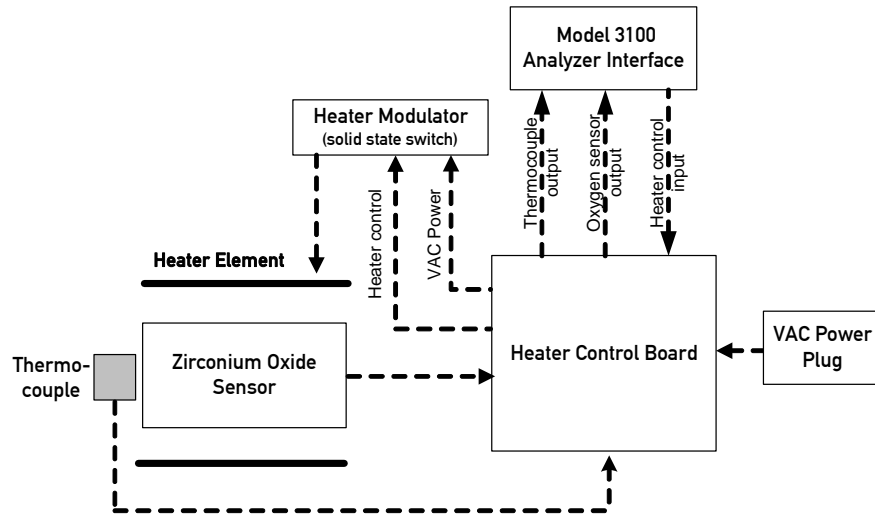 Model 3100
Analyzer Interface
Heater Modulator
(solid state switch)
Thermocouple
output
Oxygen sensor
output
Heater control
input
Heater control
VAC Power
Heater Element
Thermo-
couple
Zirconium Oxide
Sensor
Heater Control Board
VAC Power
Plug